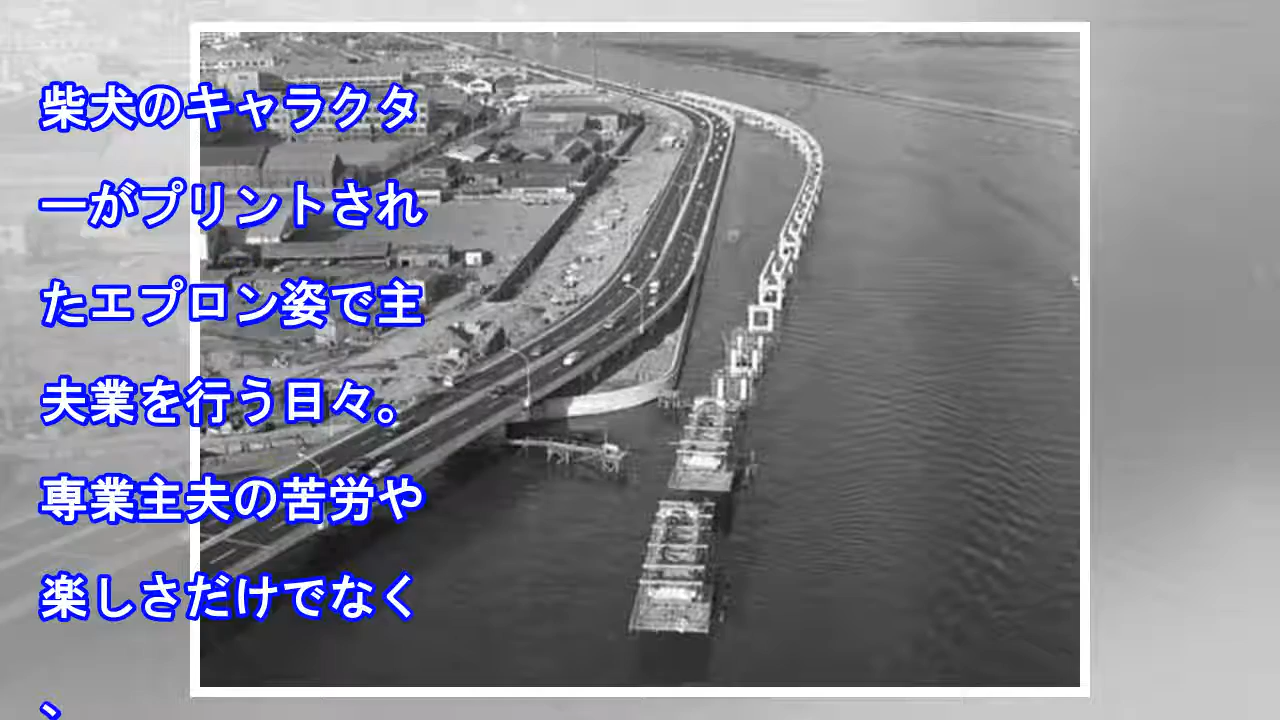 柴犬のキャラクタ
ーがプリントされ
たエプロン姿で主
夫業を行う日々。
専業主夫の苦労や
楽しさだけでなく
、